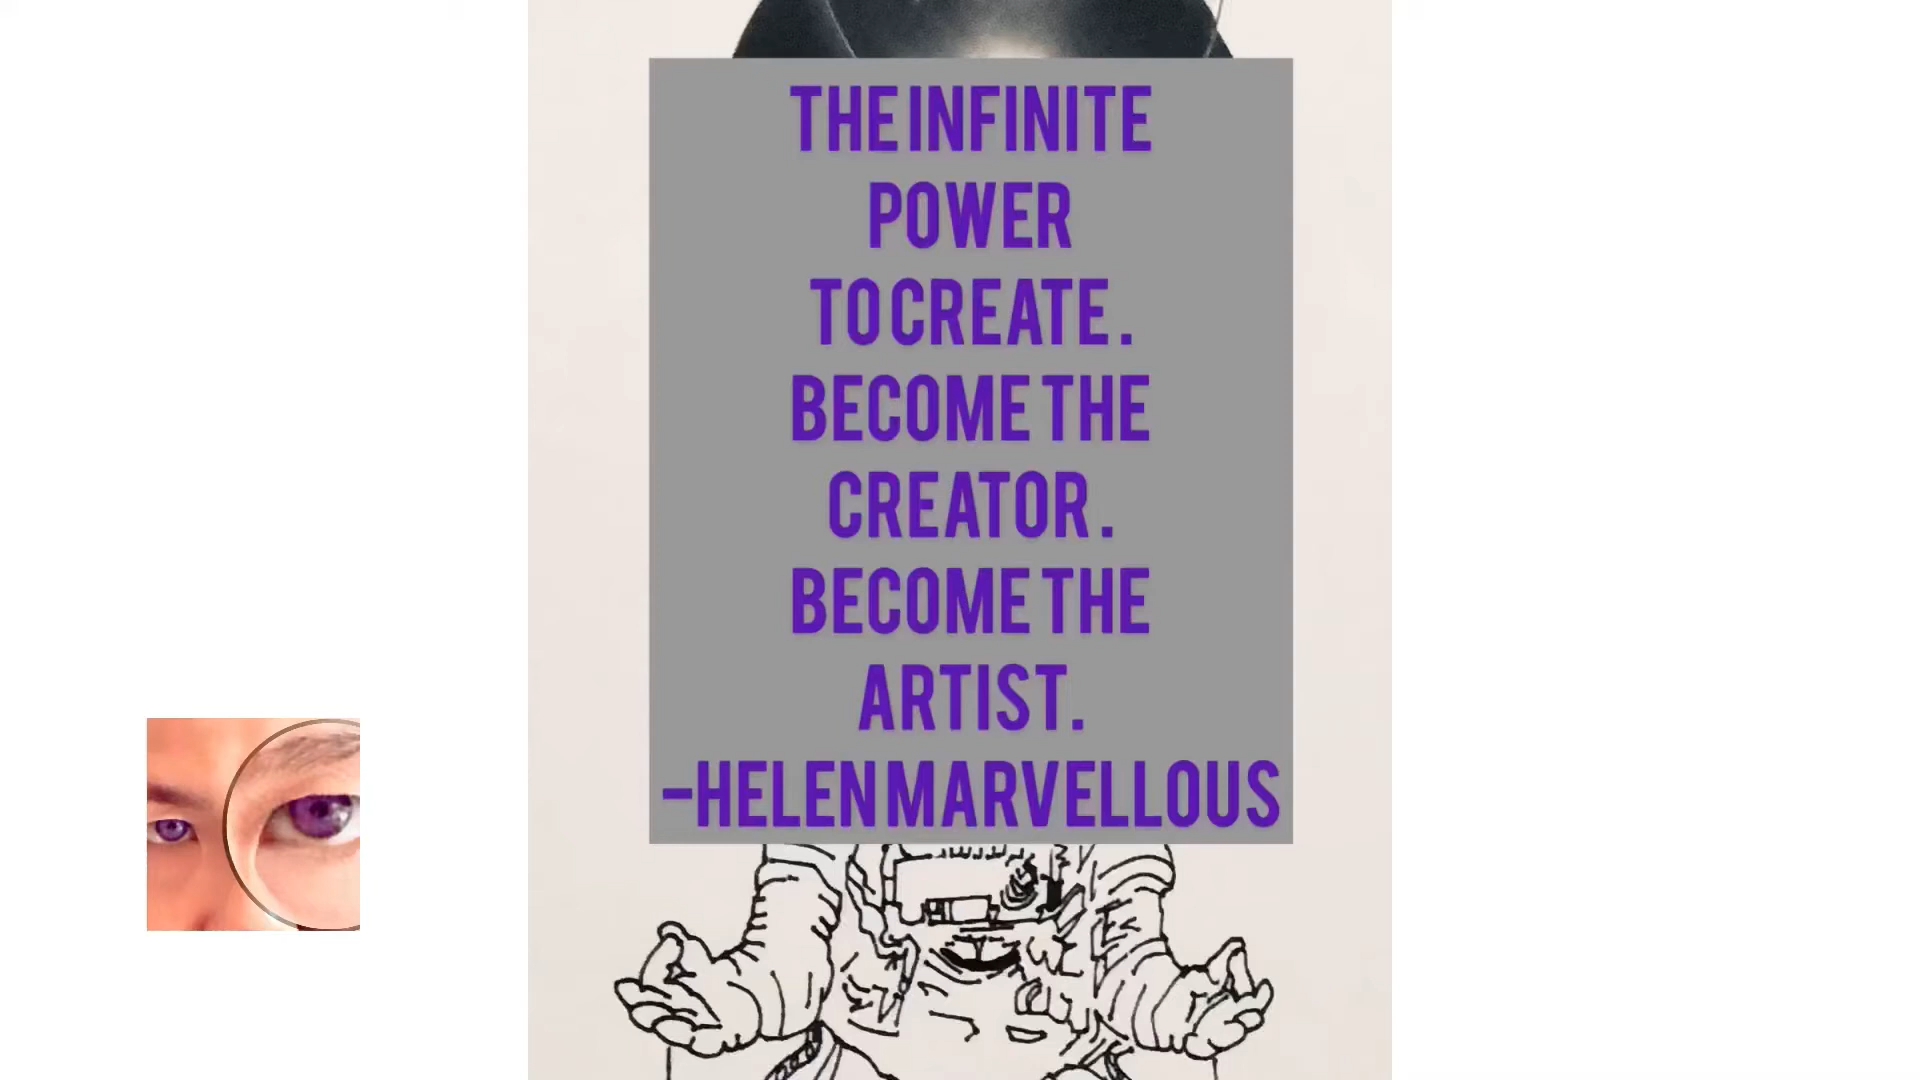 THE INFINITE
POWER
TO CREATE .
BECOME THE
CREATOR .
BECOME THE
ARTIST .
-HELEN MARVELLOUS